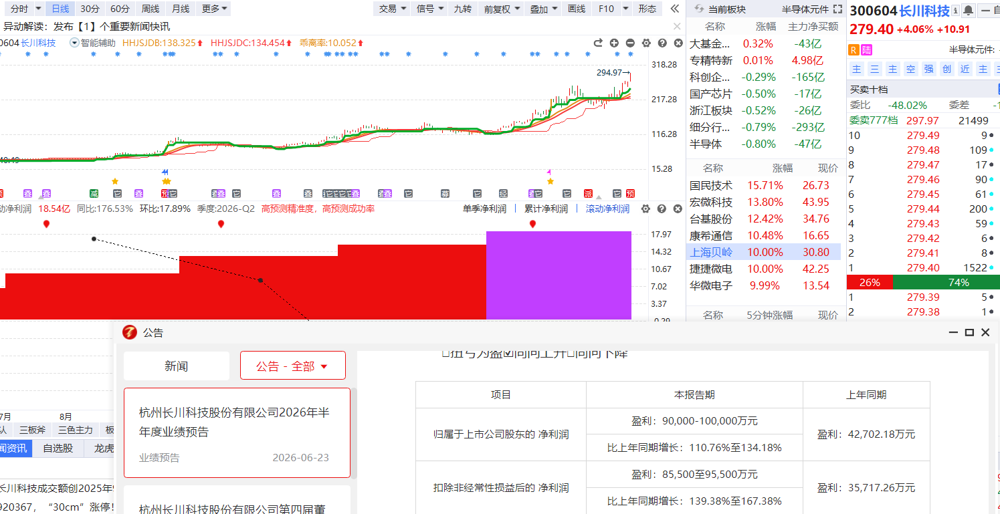 分时 日线 30分 60分 周线 月线 更多 交易 信号 九转 前复权 叠加 画线 F10 形态
异动解读：发布【1】个重要新闻快讯
0604 长川科技 智能辅助 HHJSJDB:138.325 HHJSJDC:134.454 乖离率:10.052
318.28
294.97→
217.28
116.28
15.28
动净利润 18.54亿 同比:176.53% 环比:17.89% 季度:2026-Q2 高预测精准度，高预测成功率 单季净利润 累计净利润 滚动净利润
17.97
14.32
10.67
7.02
3.37
7月 8月
三板斧 三色主力 板
闻资讯 自选股 龙虎
长川科技成交额创2025年
920367，“30cm”涨停!
当前板块 半导体元件
名称 涨幅 主力净买额
大基金... 0.32% -43亿
专精特新 0.01% 4.98亿
科创企... -0.29% -165亿
国产芯片 -0.50% -17亿
浙江板块 -0.52% -26亿
细分行... -0.79% -293亿
半导体 -0.80% -47亿
名称 涨幅 现价
国民技术 15.71% 26.73
宏微科技 13.80% 43.95
台基股份 12.42% 34.76
康希通信 10.48% 16.65
上海贝岭 10.00% 30.80
捷捷微电 10.00% 42.25
华微电子 9.99% 13.54
名称 5分钟涨幅 现价
300604 长川科技
279.40 +4.06% +10.91
R 陆 半导体元件:
主 三 主 空 强 创 近 主
买卖十档
委比 -48.02% 委差 -1
委卖777档 297.97 21499
10 279.49 9
9 279.48 109
8 279.47 17
7 279.46 90
6 279.45 61
5 279.44 200
4 279.43 59
3 279.42 6
2 279.41 8
1 279.40 1522
26% 74%
1 279.39 5
2 279.38 1
公告
新闻 公告 - 全部
杭州长川科技股份有限公司2026年半
年度业绩预告
业绩预告 2026-06-23
杭州长川科技股份有限公司第四届董
□扭亏为盈☑同向上升□同向下降
项目 本报告期 上年同期
归属于上市公司股东的 净利润 盈利：90,000-100,000万元 盈利：42,702.18万元
比上年同期增长：110.76%至134.18%
扣除非经常性损益后的 净利润 盈利：85,500至95,500万元 盈利：35,717.26万元
比上年同期增长：139.38%至167.38%